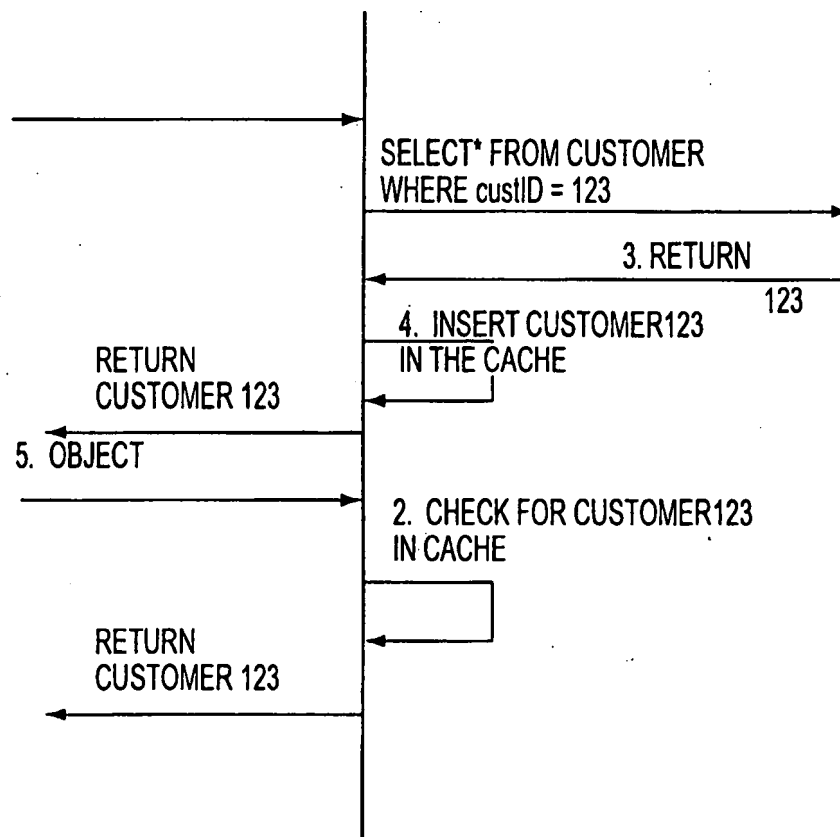 SELECT* FROM CUSTOMER
WHERE custID = 123
3. RETURN
123
4. INSERT CUSTOMER123
IN THE CACHE
RETURN
CUSTOMER 123
5. OBJECT
2. CHECK FOR CUSTOMER123
IN CACHE
RETURN
CUSTOMER 123